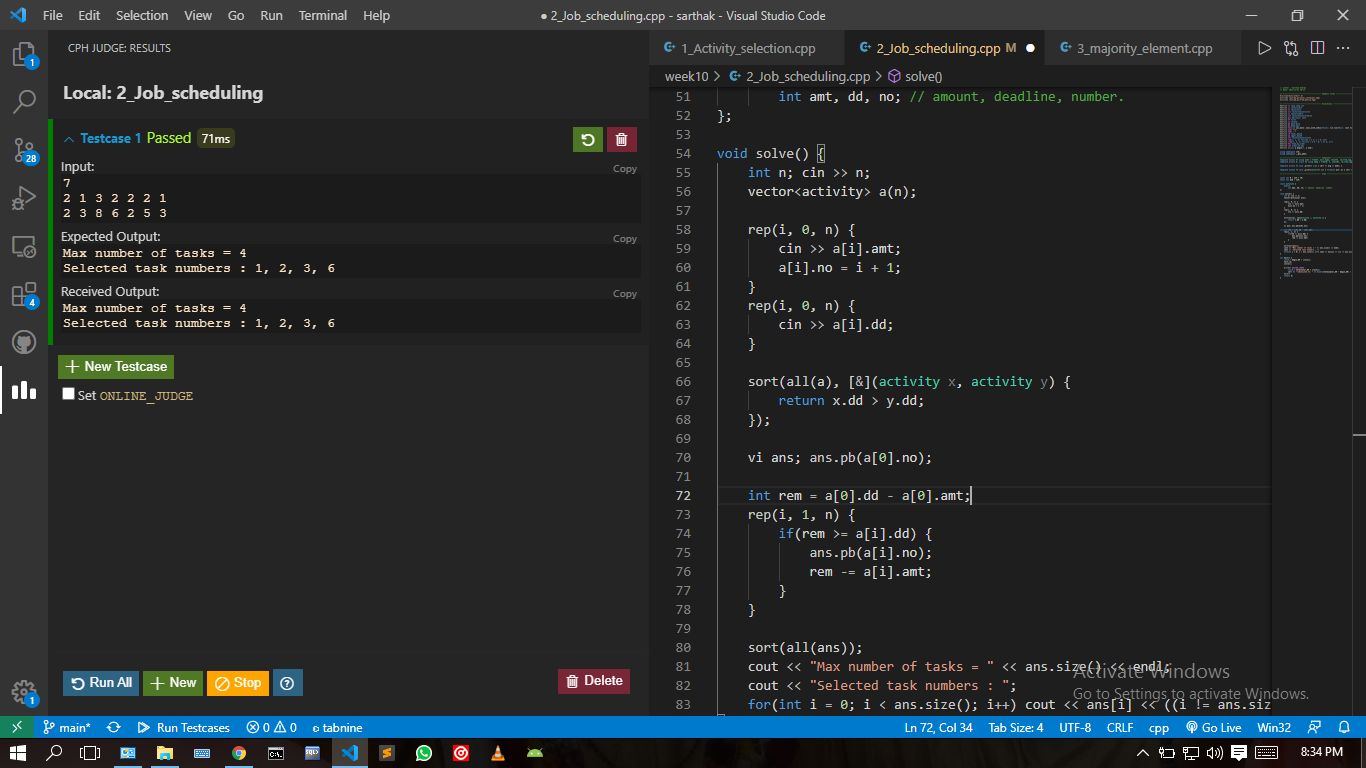 File Edit Selection View Go Run Terminal Help
● 2_Job_scheduling.cpp - sarthak - Visual Studio Code
CPH JUDGE: RESULTS
Local: 2_Job_scheduling
Testcase 1 Passed 71ms
Input:
Copy
7
2 1 3 2 2 2 1
2 3 8 6 2 5 3
Expected Output:
Copy
Max number of tasks = 4
Selected task numbers : 1, 2, 3, 6
Received Output:
Copy
Max number of tasks = 4
Selected task numbers : 1, 2, 3, 6
+ New Testcase
Set ONLINE_JUDGE
Run All + New Stop Delete
1_Activity_selection.cpp 2_Job_scheduling.cpp M ● 3_majority_element.cpp
week10 > 2_Job_scheduling.cpp > solve()
51 int amt, dd, no; // amount, deadline, number.
52 };
53
54 void solve() {
55 int n; cin >> n;
56 vector<activity> a(n);
57
58 rep(i, 0, n) {
59 cin >> a[i].amt;
60 a[i].no = i + 1;
61 }
62 rep(i, 0, n) {
63 cin >> a[i].dd;
64 }
65
66 sort(all(a), [&](activity x, activity y) {
67 return x.dd > y.dd;
68 });
69
70 vi ans; ans.pb(a[0].no);
71
72 int rem = a[0].dd - a[0].amt;
73 rep(i, 1, n) {
74 if(rem >= a[i].dd) {
75 ans.pb(a[i].no);
76 rem -= a[i].amt;
77 }
78 }
79
80 sort(all(ans));
81 cout << "Max number of tasks = " << ans.size() << endl;
82 cout << "Selected task numbers : ";
83 for(int i = 0; i < ans.size(); i++) cout << ans[i] << ((i != ans.siz
Activate Windows
Go to Settings to activate Windows.
1
28
4
1
main* Run Testcases 0 0 tabnine
Ln 72, Col 34 Tab Size: 4 UTF-8 CRLF cpp Go Live Win32
8:34 PM